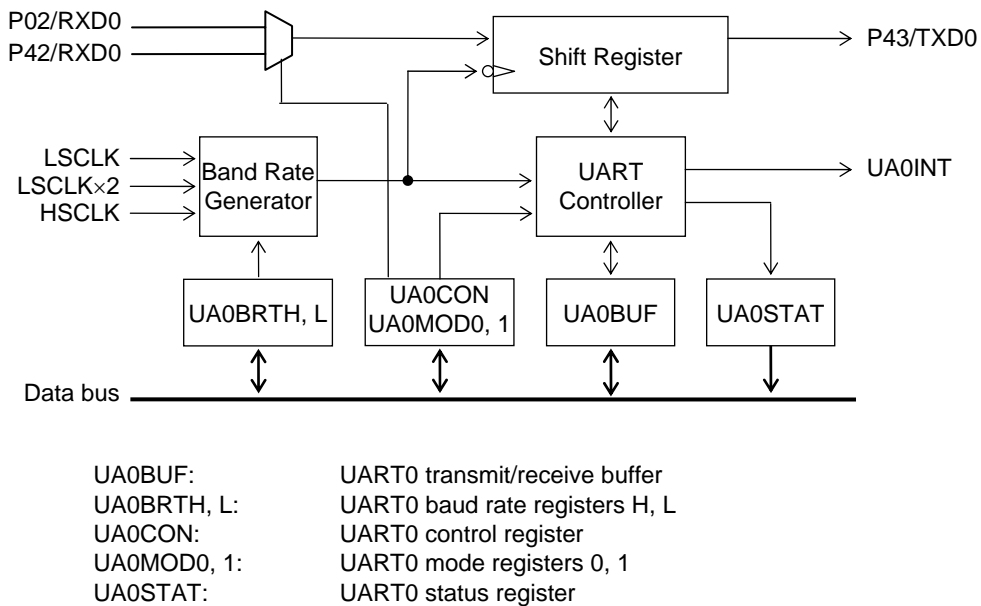 P02/RXD0
P42/RXD0
Shift Register
P43/TXD0
LSCLK
LSCLK×2
HSCLK
Band Rate
Generator
UART
Controller
UA0INT
UA0BRTH, L
UA0CON
UA0MOD0, 1
UA0BUF
UA0STAT
Data bus
UA0BUF: UART0 transmit/receive buffer
UA0BRTH, L: UART0 baud rate registers H, L
UA0CON: UART0 control register
UA0MOD0, 1: UART0 mode registers 0, 1
UA0STAT: UART0 status register